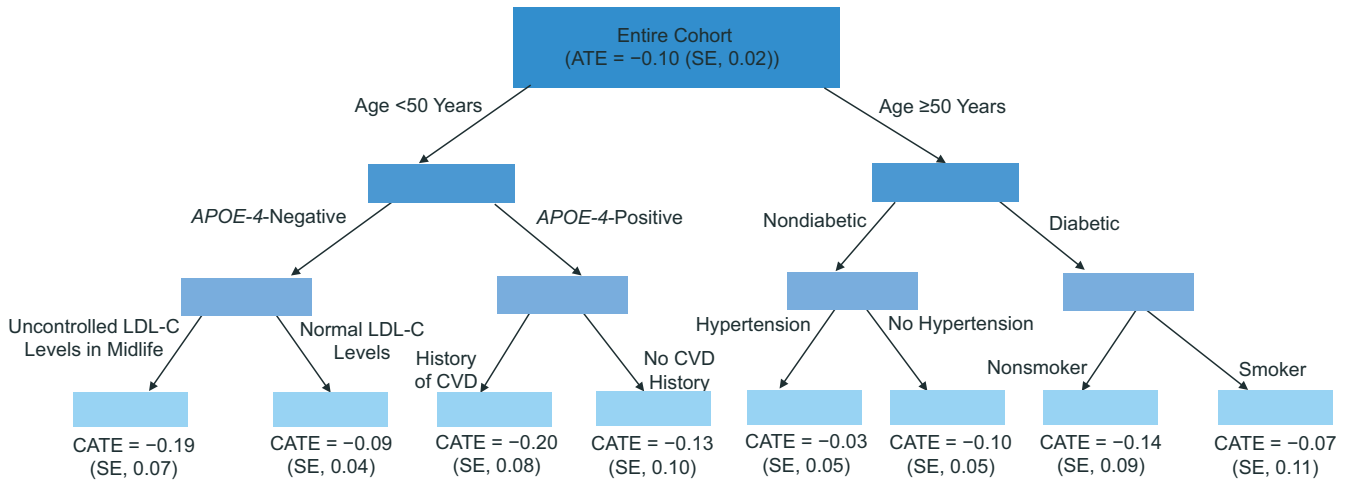 Entire Cohort
(ATE = −0.10 (SE, 0.02))
Age <50 Years
Age ≥50 Years
APOE-4-Negative
APOE-4-Positive
Nondiabetic
Diabetic
Uncontrolled LDL-C
Levels in Midlife
Normal LDL-C
Levels
History
of CVD
No CVD
History
Hypertension
No Hypertension
Nonsmoker
Smoker
CATE = −0.19
(SE, 0.07)
CATE = −0.09
(SE, 0.04)
CATE = −0.20
(SE, 0.08)
CATE = −0.13
(SE, 0.10)
CATE = −0.03
(SE, 0.05)
CATE = −0.10
(SE, 0.05)
CATE = −0.14
(SE, 0.09)
CATE = −0.07
(SE, 0.11)